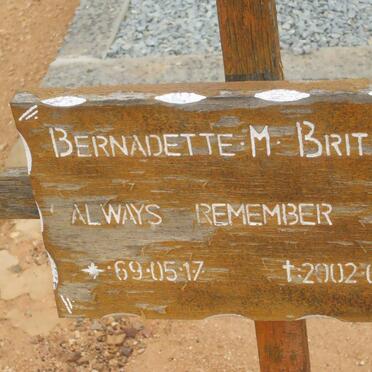 BERNADETTE · M · BRIT
ALWAYS REMEMBER
* · 69·05·17 †:2002·0